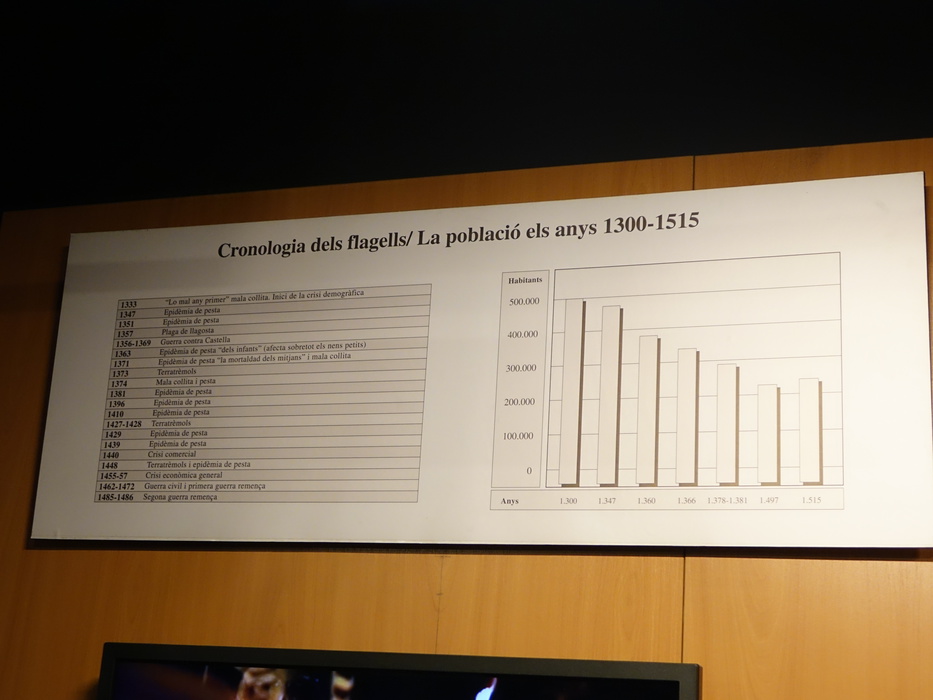 Cronologia dels flagells/ La població els anys 1300-1515
1333 "Lo mal any primer" mala collita. Inici de la crisi demogràfica
1347 Epidèmia de pesta
1351 Epidèmia de pesta
1357 Plaga de llagosta
1356-1369 Guerra contra Castella
1363 Epidèmia de pesta "dels infants" (afecta sobretot els nens petits)
1371 Epidèmia de pesta "la mortaldad dels mitjans" i mala collita
1373 Terratrèmols
1374 Mala collita i pesta
1381 Epidèmia de pesta
1396 Epidèmia de pesta
1410 Epidèmia de pesta
1427-1428 Terratrèmols
1429 Epidèmia de pesta
1439 Epidèmia de pesta
1440 Crisi comercial
1448 Terratrèmols i epidèmia de pesta
1455-57 Crisi econòmica general
1462-1472 Guerra civil i primera guerra remença
1485-1486 Segona guerra remença
Habitants
500.000
400.000
300.000
200.000
100.000
0
Anys 1.300 1.347 1.360 1.366 1.378-1.381 1.497 1.515